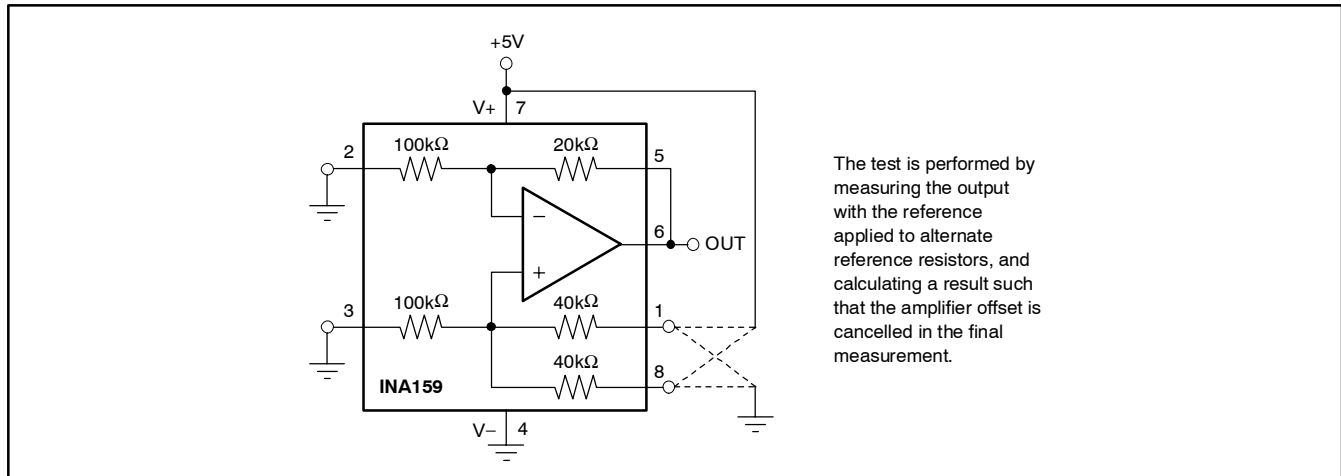 +5V
V+ 7
100kΩ 20kΩ
2 5
−
6 OUT
+
100kΩ 40kΩ
3 1
40kΩ
8
INA159
V− 4
The test is performed by
measuring the output
with the reference
applied to alternate
reference resistors, and
calculating a result such
that the amplifier offset is
cancelled in the final
measurement.